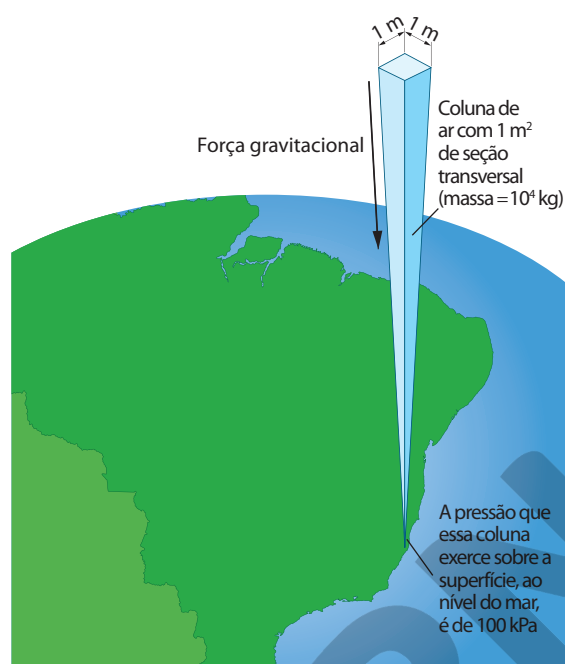 1 m 1 m
Força gravitacional
Coluna de
ar com 1 m²
de seção
transversal
(massa = 10⁴ kg)
A pressão que
essa coluna
exerce sobre a
superfície, ao
nível do mar,
é de 100 kPa